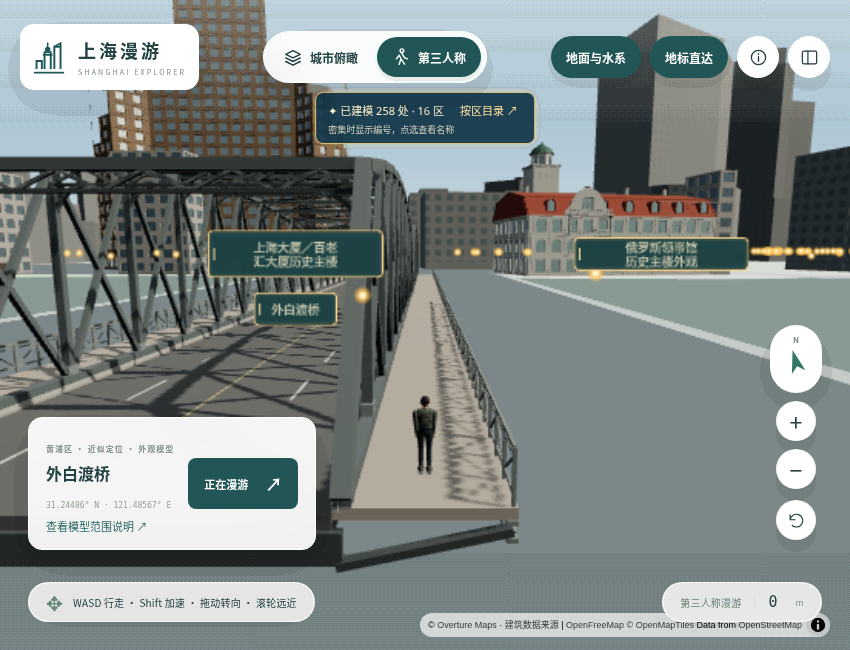 上海漫游
SHANGHAI EXPLORER
城市俯瞰
第三人称
地面与水系
地标直达
✦ 已建模 258 处 · 16 区 按区目录 ↗
密集时显示编号，点选查看名称
上海大厦／百老
汇大厦历史主楼
俄罗斯领事馆
历史主楼外观
外白渡桥
N
黄浦区 · 近似定位 · 外观模型
外白渡桥
正在漫游 ↗
31.24486° N · 121.48567° E
查看模型范围说明 ↗
WASD 行走 · Shift 加速 · 拖动转向 · 滚轮远近
第三人称漫游 0 m
© Overture Maps · 建筑数据来源 | OpenFreeMap © OpenMapTiles Data from OpenStreetMap